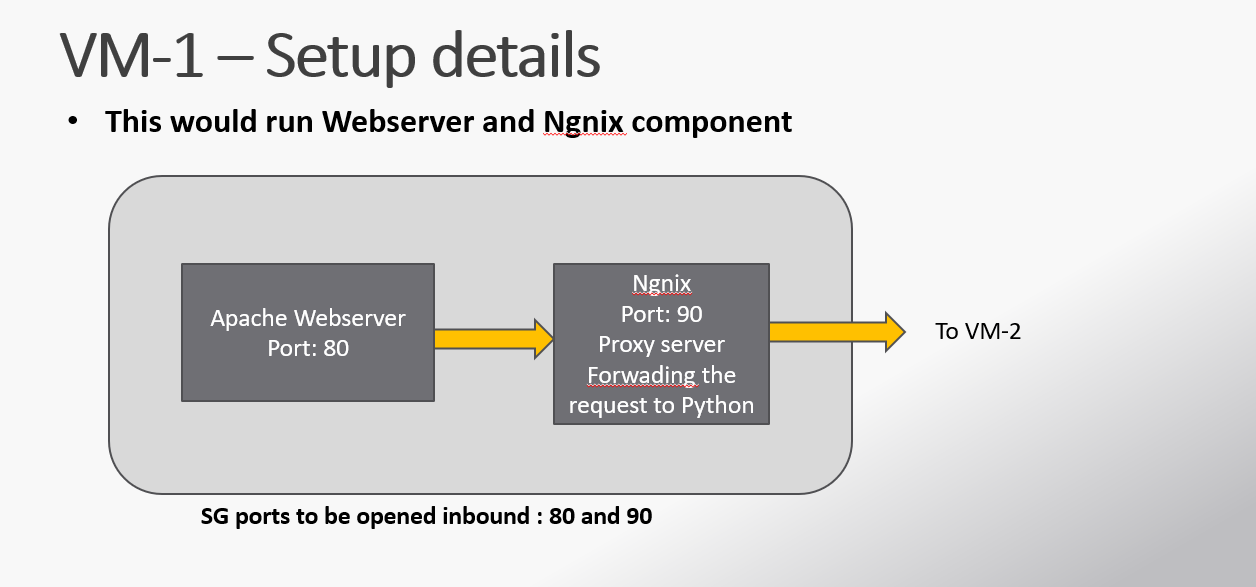 VM-1 – Setup details
• This would run Webserver and Ngnix component
Apache Webserver
Port: 80
Ngnix
Port: 90
Proxy server
Forwading the
request to Python
To VM-2
SG ports to be opened inbound : 80 and 90